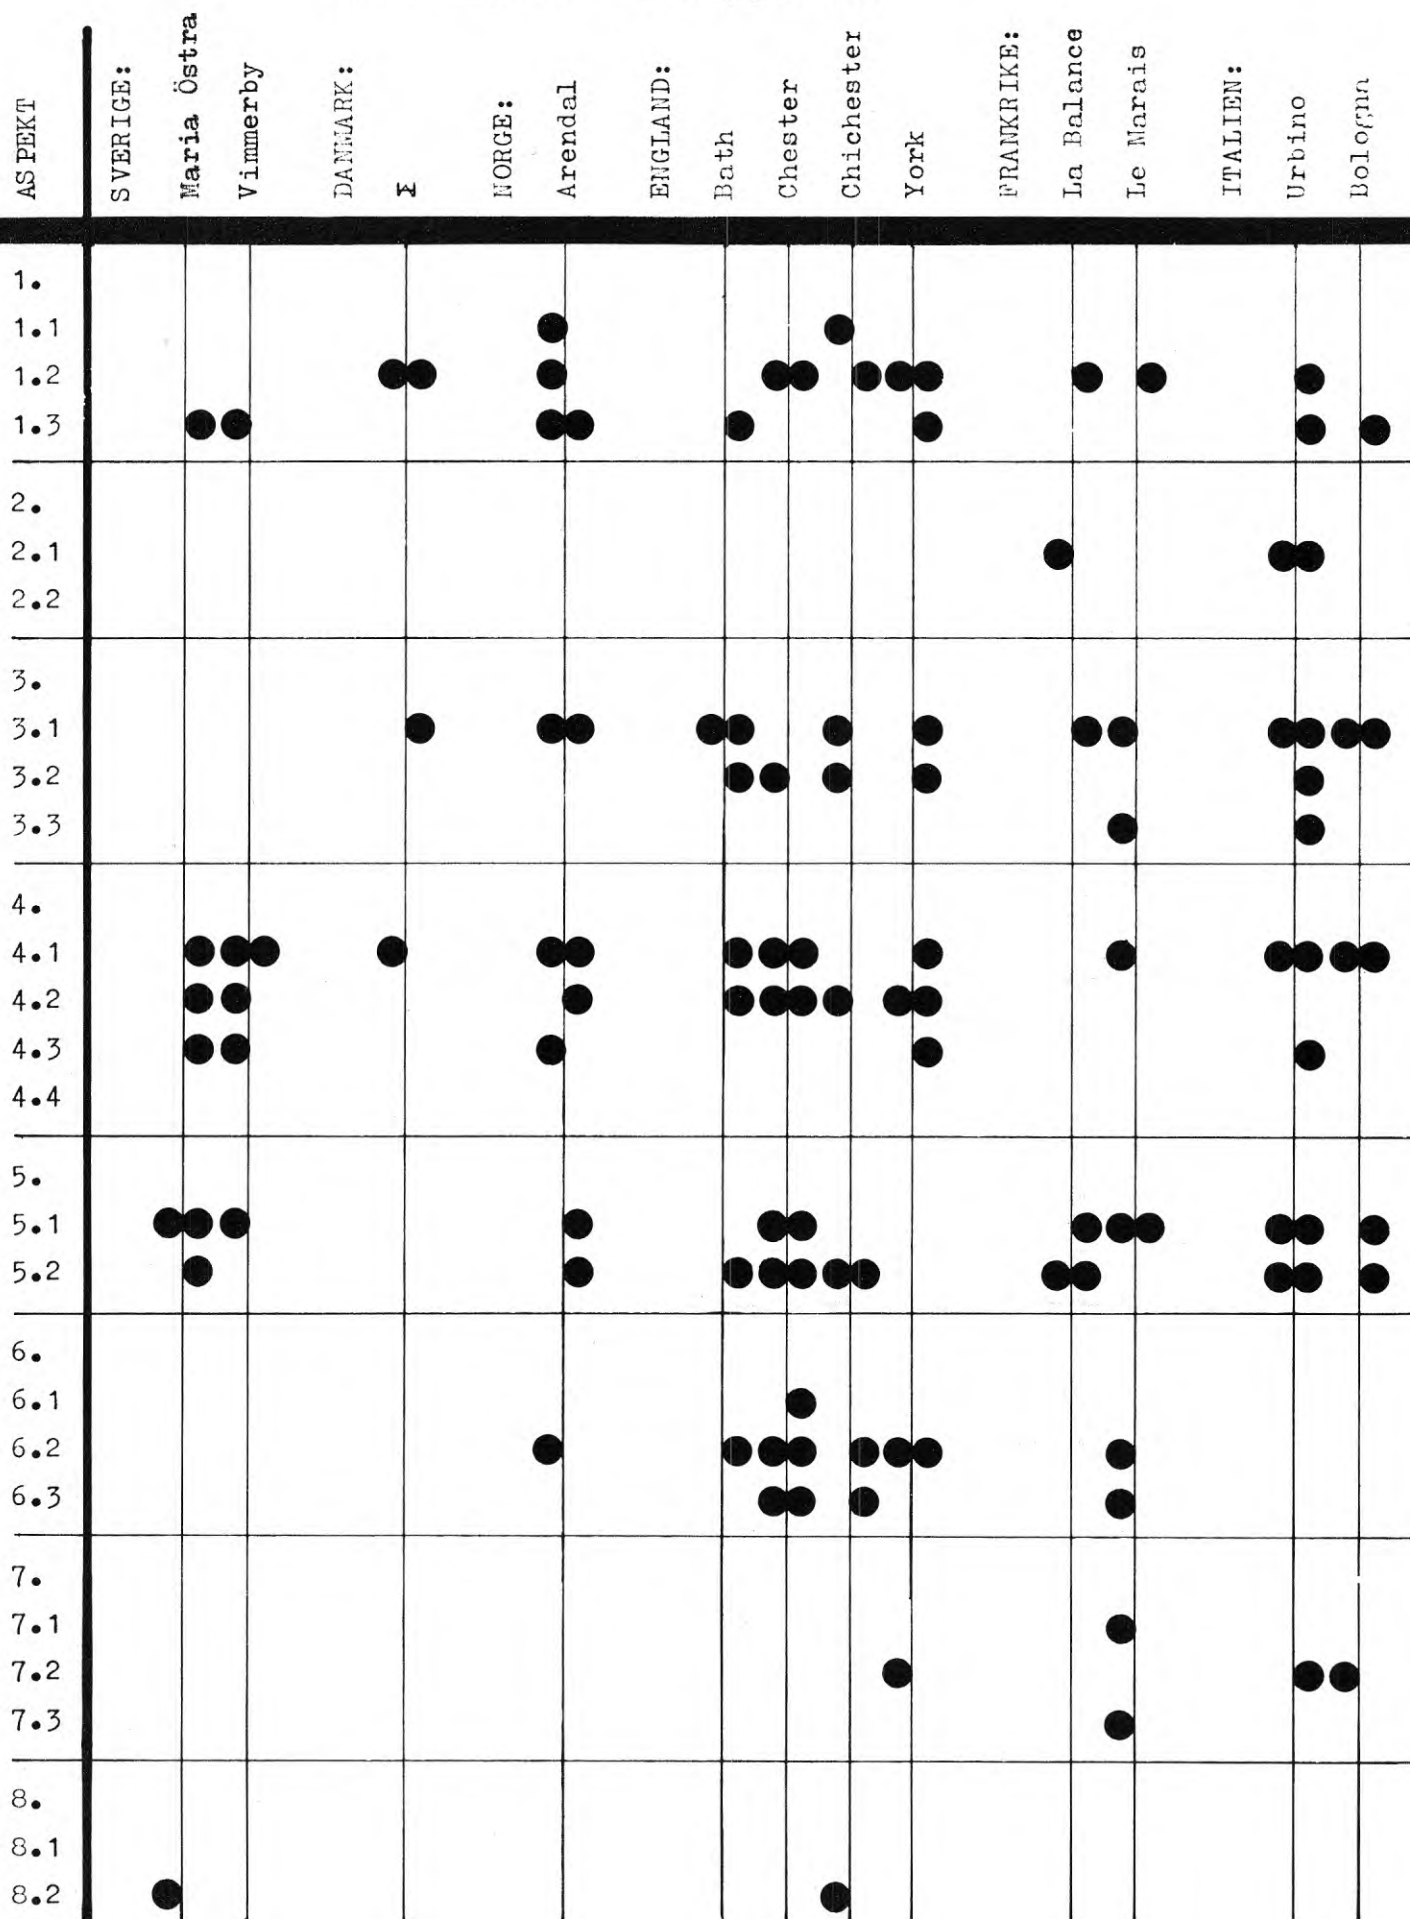 ASPEKT
SVERIGE:
Maria Östra
Vimmerby
DANMARK:
Σ
NORGE:
Arendal
ENGLAND:
Bath
Chester
Chichester
York
FRANKRIKE:
La Balance
Le Marais
ITALIEN:
Urbino
Bologna
1.
1.1
1.2
1.3
2.
2.1
2.2
3.
3.1
3.2
3.3
4.
4.1
4.2
4.3
4.4
5.
5.1
5.2
6.
6.1
6.2
6.3
7.
7.1
7.2
7.3
8.
8.1
8.2